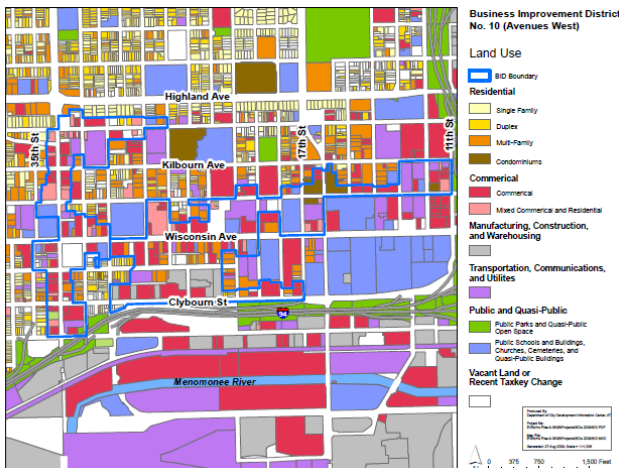 Business Improvement District
No. 10 (Avenues West)
Land Use
BID Boundary
Residential
Single Family
Duplex
Multi-Family
Condominiums
Commerical
Commerical
Mixed Commerical and Residential
Manufacturing, Construction,
and Warehousing
Transportation, Communications,
and Utilites
Public and Quasi-Public
Public Parks and Quasi-Public
Open Space
Public Schools and Buildings,
Churches, Cemeteries, and
Quasi-Public Buildings
Vacant Land or
Recent Taxkey Change
0 375 750 1,500 Feet
Highland Ave
35th St
17th St
11th St
Kilbourn Ave
Wisconsin Ave
Clybourn St
94
Menomonee River